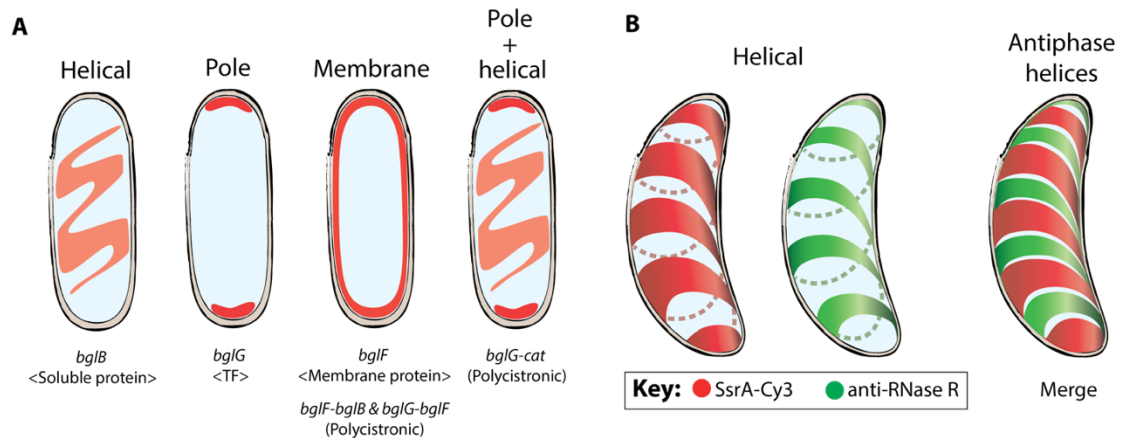 A
Helical
bglB
<Soluble protein>
Pole
bglG
<TF>
Membrane
bglF
<Membrane protein>
bglF-bglB & bglG-bglF
(Polycistronic)
Pole
+
helical
bglG-cat
(Polycistronic)
B
Helical
Antiphase
helices
Key: SsrA-Cy3 anti-RNase R
Merge